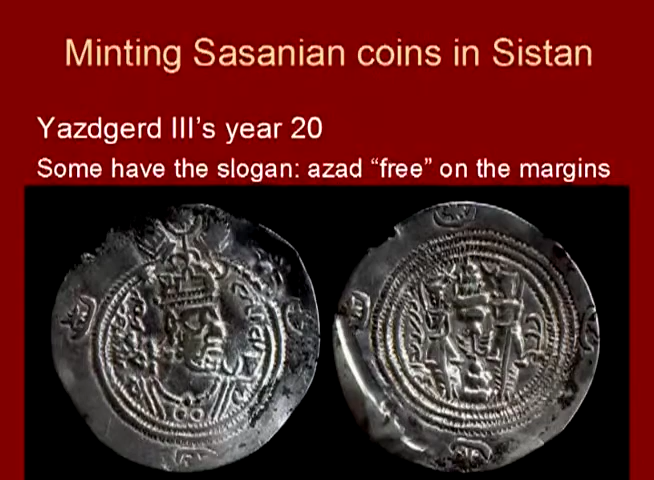 Minting Sasanian coins in Sistan
Yazdgerd III's year 20
Some have the slogan: azad “free” on the margins